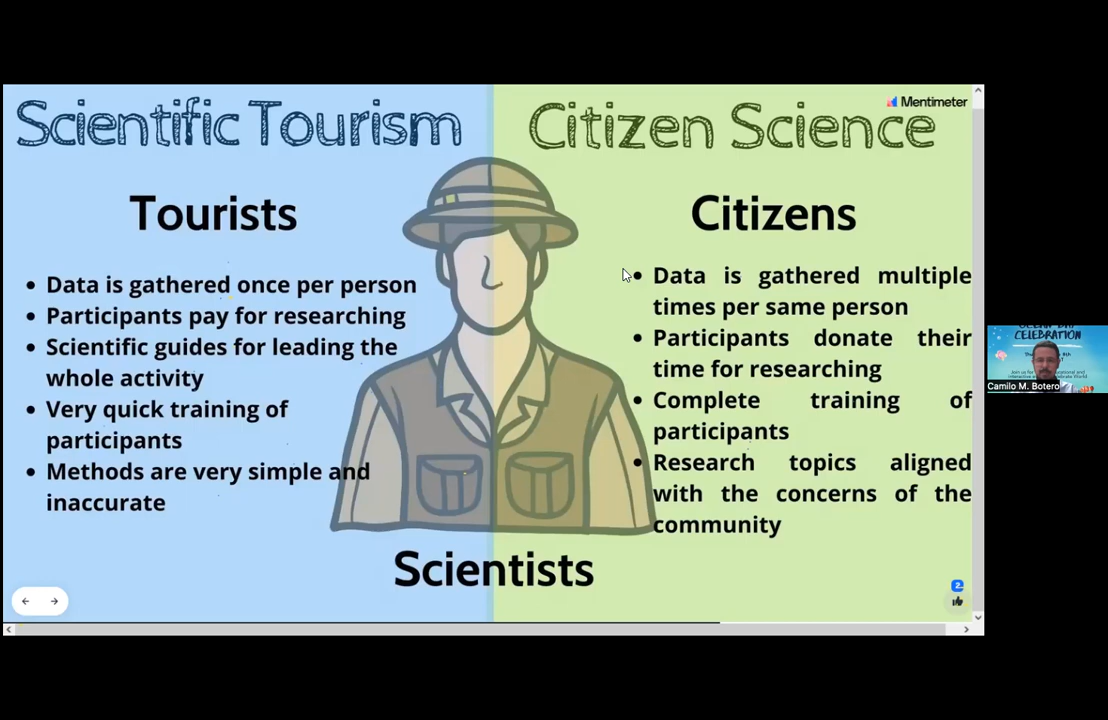 Scientific Tourism
Citizen Science
Mentimeter
Tourists
Citizens
• Data is gathered once per person
• Participants pay for researching
• Scientific guides for leading the
whole activity
• Very quick training of
participants
• Methods are very simple and
inaccurate
• Data is gathered multiple
times per same person
• Participants donate their
time for researching
• Complete training of
participants
• Research topics aligned
with the concerns of the
community
Scientists
2
CELEBRATION
Camilo M. Botero